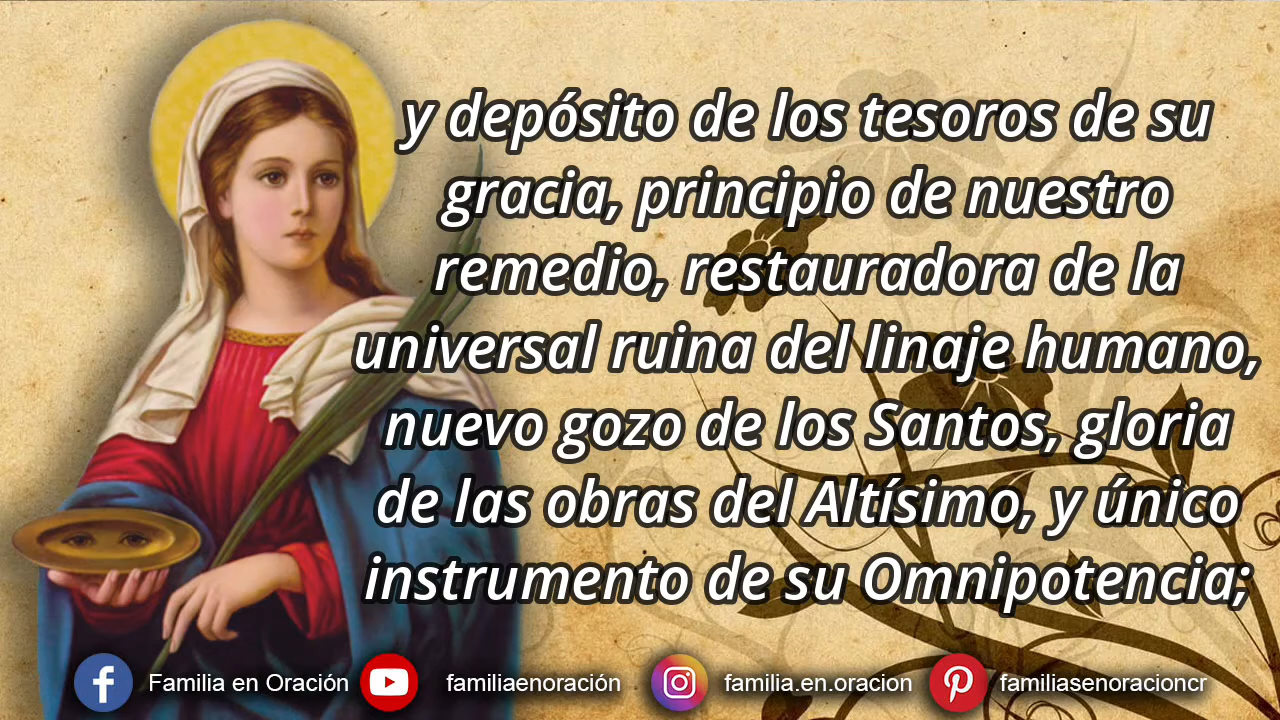 y depósito de los tesoros de su
gracia, principio de nuestro
remedio, restauradora de la
universal ruina del linaje humano,
nuevo gozo de los Santos, gloria
de las obras del Altísimo, y único
instrumento de su Omnipotencia;
Familia en Oración familiaenoración familia.en.oracion familiasenoracioncr